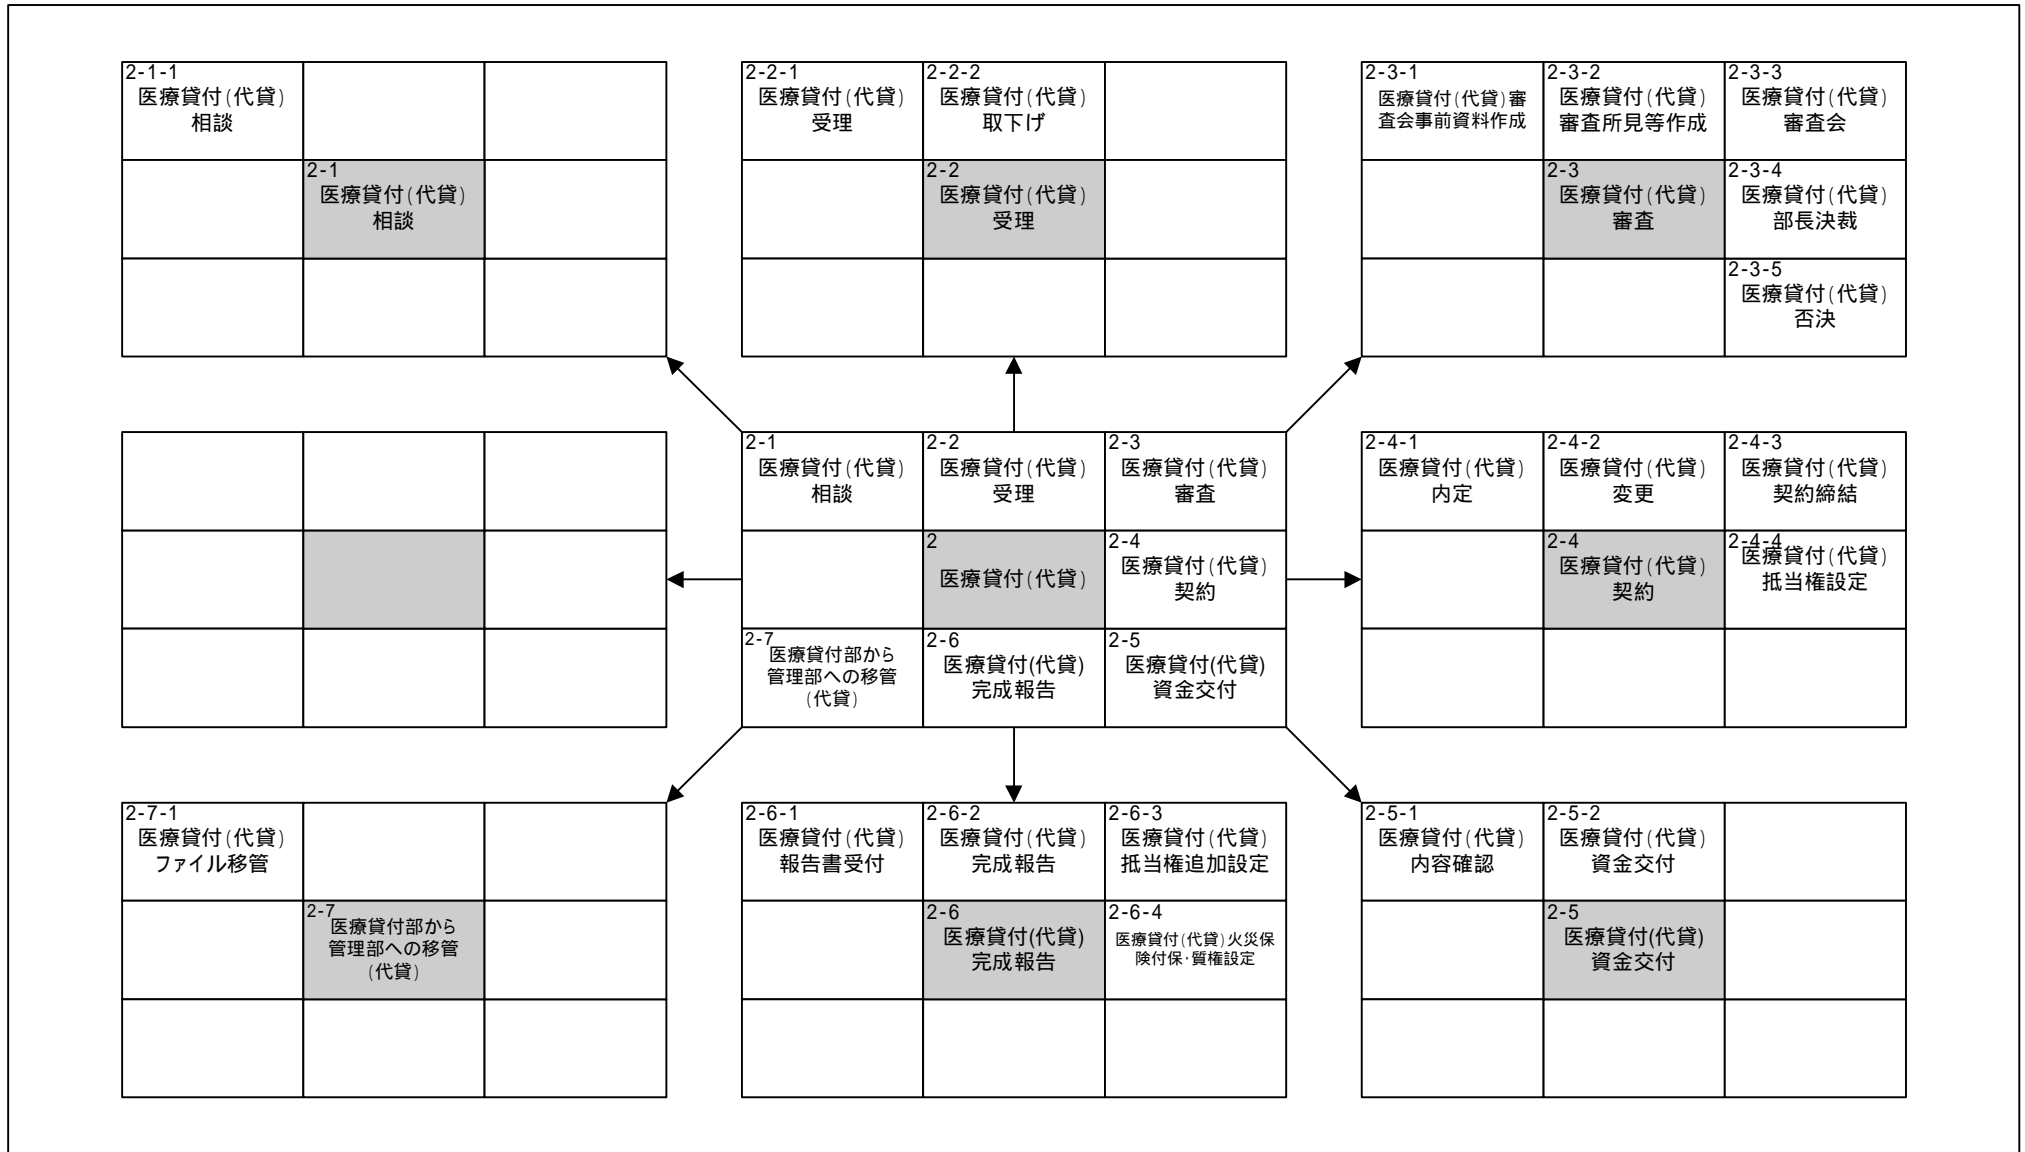 2-1-1
医療貸付(代貸)
相談
2-1
医療貸付(代貸)
相談
2-2-1
医療貸付(代貸)
受理
2-2-2
医療貸付(代貸)
取下げ
2-2
医療貸付(代貸)
受理
2-3-1
医療貸付(代貸)審
査会事前資料作成
2-3-2
医療貸付(代貸)
審査所見等作成
2-3-3
医療貸付(代貸)
審査会
2-3
医療貸付(代貸)
審査
2-3-4
医療貸付(代貸)
部長決裁
2-3-5
医療貸付(代貸)
否決
2-1
医療貸付(代貸)
相談
2-2
医療貸付(代貸)
受理
2-3
医療貸付(代貸)
審査
2
医療貸付(代貸)
2-4
医療貸付(代貸)
契約
2-7
医療貸付部から
管理部への移管
(代貸)
2-6
医療貸付(代貸)
完成報告
2-5
医療貸付(代貸)
資金交付
2-4-1
医療貸付(代貸)
内定
2-4-2
医療貸付(代貸)
変更
2-4-3
医療貸付(代貸)
契約締結
2-4
医療貸付(代貸)
契約
2-4-4
医療貸付(代貸)
抵当権設定
2-7-1
医療貸付(代貸)
ファイル移管
2-7
医療貸付部から
管理部への移管
(代貸)
2-6-1
医療貸付(代貸)
報告書受付
2-6-2
医療貸付(代貸)
完成報告
2-6-3
医療貸付(代貸)
抵当権追加設定
2-6
医療貸付(代貸)
完成報告
2-6-4
医療貸付(代貸)火災保
険付保・質権設定
2-5-1
医療貸付(代貸)
内容確認
2-5-2
医療貸付(代貸)
資金交付
2-5
医療貸付(代貸)
資金交付